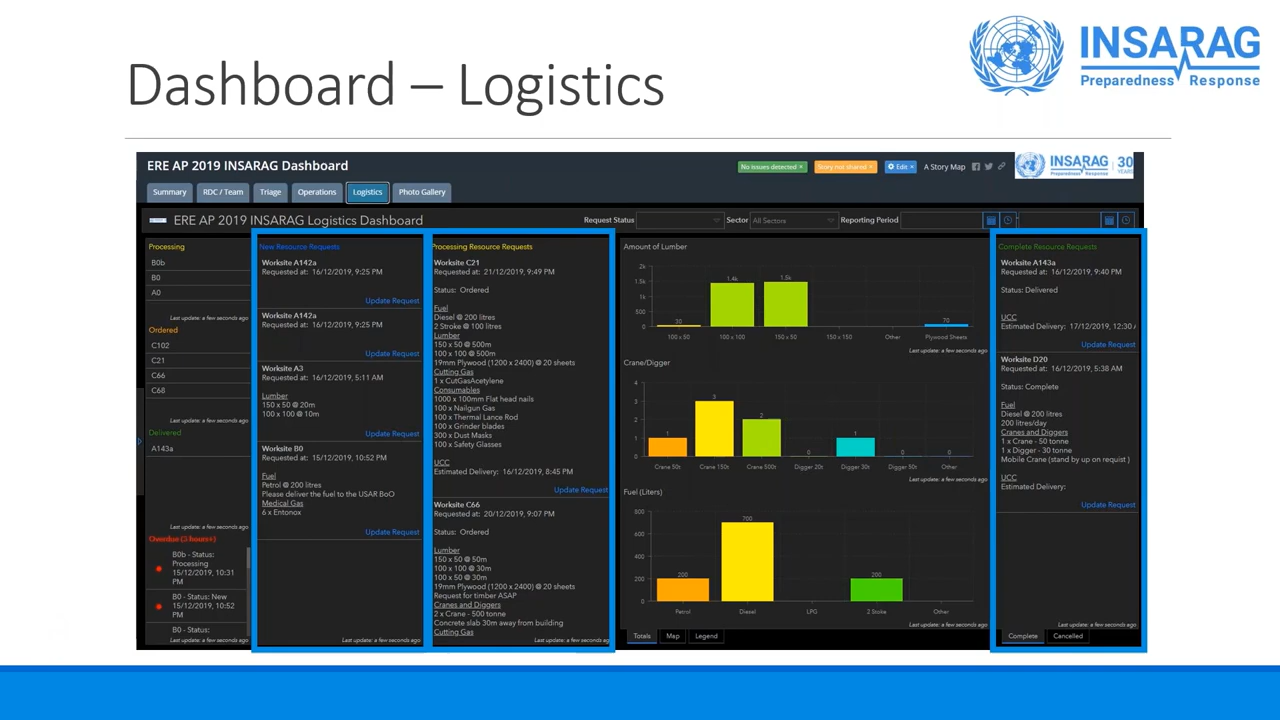 Dashboard – Logistics
INSARAG
Preparedness Response
ERE AP 2019 INSARAG Dashboard
No issues detected ×
Story not shared ×
Edit ×
A Story Map
INSARAG
30
YEARS
Summary
RDC / Team
Triage
Operations
Logistics
Photo Gallery
ERE AP 2019 INSARAG Logistics Dashboard
Request Status
Sector
All Sectors
Reporting Period
Processing
B0b
B0
A0
Last update: a few seconds ago
Ordered
C102
C21
C66
C68
Last update: a few seconds ago
Delivered
A143a
Last update: a few seconds ago
Overdue (3 hours+)
B0b - Status:
Processing
15/12/2019, 10:31
PM
B0 - Status: New
15/12/2019, 10:52
PM
B0 - Status:
Last update: a few seconds ago
New Resource Requests
Worksite A142a
Requested at: 16/12/2019, 9:25 PM
Update Request
Worksite A142a
Requested at: 16/12/2019, 9:25 PM
Update Request
Worksite A3
Requested at: 16/12/2019, 5:11 AM
Lumber
150 x 50 @ 20m
100 x 100 @ 10m
Update Request
Worksite B0
Requested at: 15/12/2019, 10:52 PM
Fuel
Petrol @ 200 litres
Please deliver the fuel to the USAR BoO
Medical Gas
6 x Entonox
Update Request
Last update: a few seconds ago
Processing Resource Requests
Worksite C21
Requested at: 21/12/2019, 9:49 PM
Status: Ordered
Fuel
Diesel @ 200 litres
2 Stroke @ 100 litres
Lumber
150 x 50 @ 500m
100 x 100 @ 500m
19mm Plywood (1200 x 2400) @ 20 sheets
Cutting Gas
1 x CutGasAcetylene
Consumables
1000 x 100mm Flat head nails
100 x Nailgun Gas
100 x Thermal Lance Rod
100 x Grinder blades
300 x Dust Masks
100 x Safety Glasses
UCC
Estimated Delivery: 16/12/2019, 8:45 PM
Update Request
Worksite C66
Requested at: 20/12/2019, 9:07 PM
Status: Ordered
Lumber
150 x 50 @ 50m
100 x 100 @ 30m
100 x 50 @ 30m
19mm Plywood (1200 x 2400) @ 20 sheets
Request for timber ASAP
Cranes and Diggers
2 x Crane - 500 tonne
Concrete slab 30m away from building
Cutting Gas
Last update: a few seconds ago
Amount of Lumber
2k
1.5k
1k
500
0
30
1.4k
1.5k
70
100 x 50
100 x 100
150 x 50
150 x 150
Other
Plywood Sheets
Last update: a few seconds ago
Crane/Digger
4
3
2
1
0
1
3
2
0
1
0
0
Crane 50t
Crane 150t
Crane 500t
Digger 20t
Digger 30t
Digger 50t
Other
Last update: a few seconds ago
Fuel (Liters)
800
600
400
200
0
200
700
200
Petrol
Diesel
LPG
2 Stoke
Other
Last update: a few seconds ago
Totals
Map
Legend
Complete Resource Requests
Worksite A143a
Requested at: 16/12/2019, 9:40 PM
Status: Delivered
UCC
Estimated Delivery: 17/12/2019, 12:30
Update Request
Worksite D20
Requested at: 16/12/2019, 5:38 AM
Status: Complete
Fuel
Diesel @ 200 litres
200 litres/day
Cranes and Diggers
1 x Crane - 50 tonne
1 x Digger - 30 tonne
Mobile Crane (stand by up on requist )
UCC
Estimated Delivery:
Update Request
Last update: a few seconds ago
Complete
Cancelled